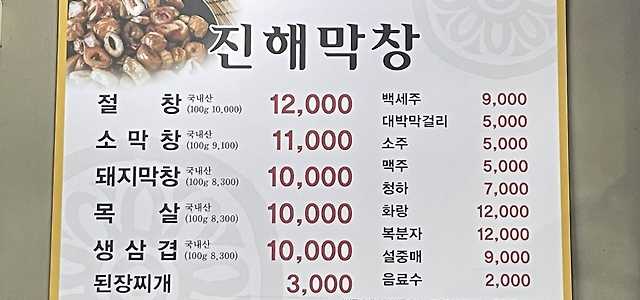 진해막창
절 창 국내산 (100g 10,000) 12,000
소 막 창 국내산 (100g 9,100) 11,000
돼지막창 국내산 (100g 8,300) 10,000
목 살 국내산 (100g 8,300) 10,000
생 삼 겹 국내산 (100g 8,300) 10,000
된장찌개 3,000
백세주 9,000
대박막걸리 5,000
소주 5,000
맥주 5,000
청하 7,000
화랑 12,000
복분자 12,000
설중매 9,000
음료수 2,000